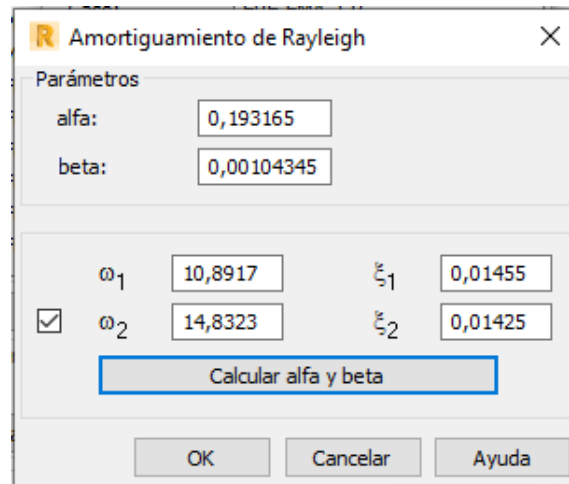 R Amortiguamiento de Rayleigh
Parámetros
alfa: 0,193165
beta: 0,00104345
ω1 10,8917 ξ1 0,01455
ω2 14,8323 ξ2 0,01425
Calcular alfa y beta
OK Cancelar Ayuda